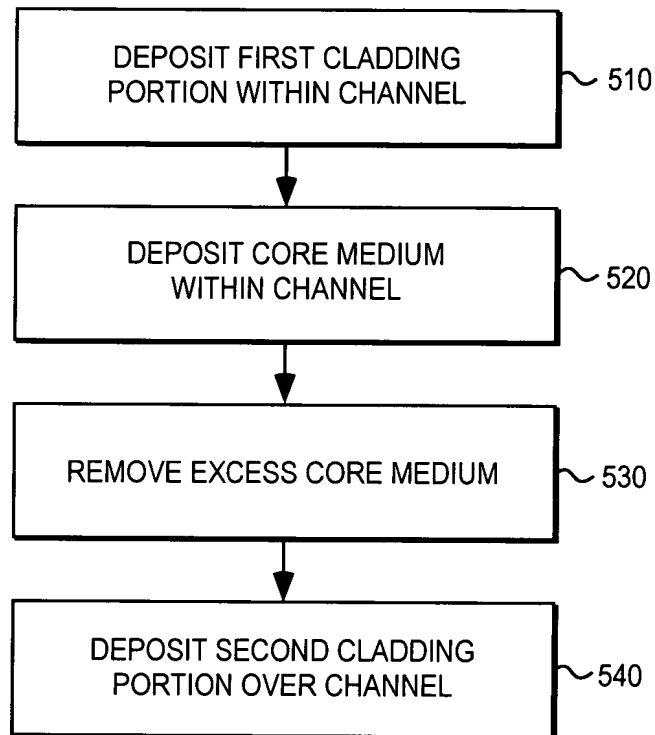 DEPOSIT FIRST CLADDING
PORTION WITHIN CHANNEL
510
DEPOSIT CORE MEDIUM
WITHIN CHANNEL
520
REMOVE EXCESS CORE MEDIUM
530
DEPOSIT SECOND CLADDING
PORTION OVER CHANNEL
540